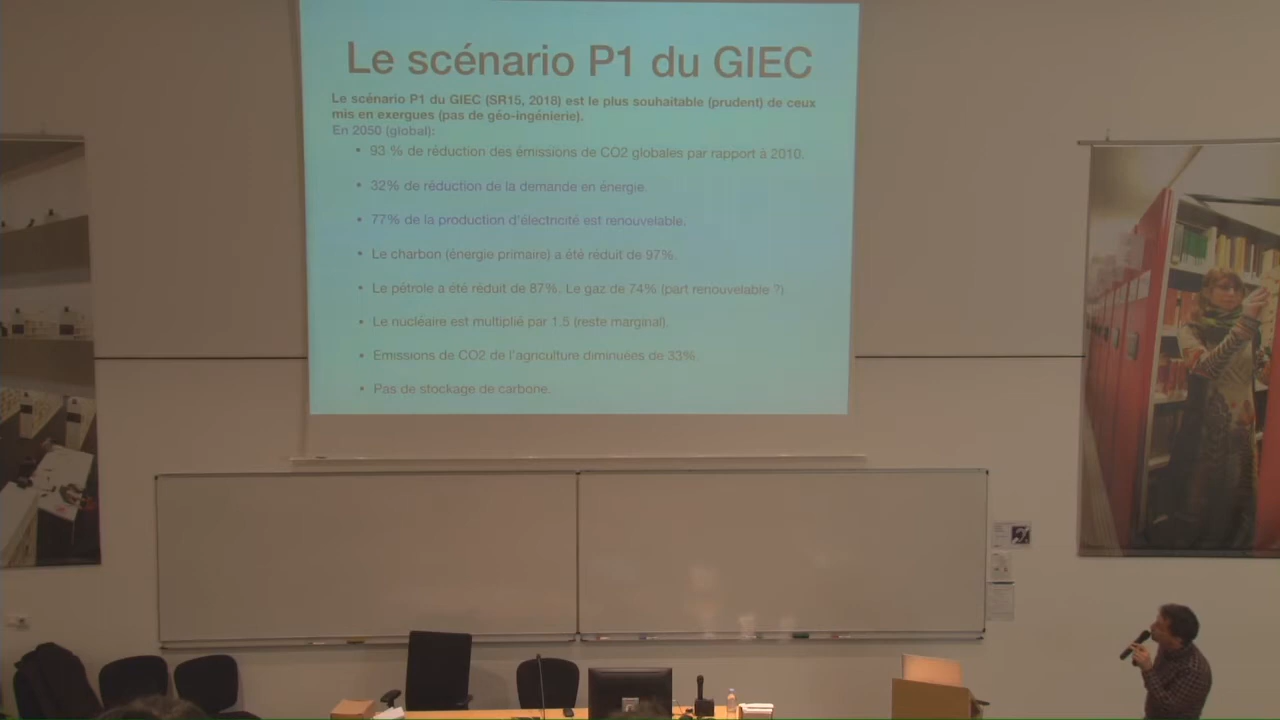 Le scénario P1 du GIEC
Le scénario P1 du GIEC (SR15, 2018) est le plus souhaitable (prudent) de ceux
mis en exergues (pas de géo-ingénierie).
En 2050 (global):
• 93 % de réduction des émissions de CO2 globales par rapport à 2010.
• 32% de réduction de la demande en énergie.
• 77% de la production d'électricité est renouvelable.
• Le charbon (énergie primaire) a été réduit de 97%.
• Le pétrole a été réduit de 87%. Le gaz de 74% (part renouvelable ?)
• Le nucléaire est multiplié par 1.5 (reste marginal).
• Emissions de CO2 de l'agriculture diminuées de 33%
• Pas de stockage de carbone.